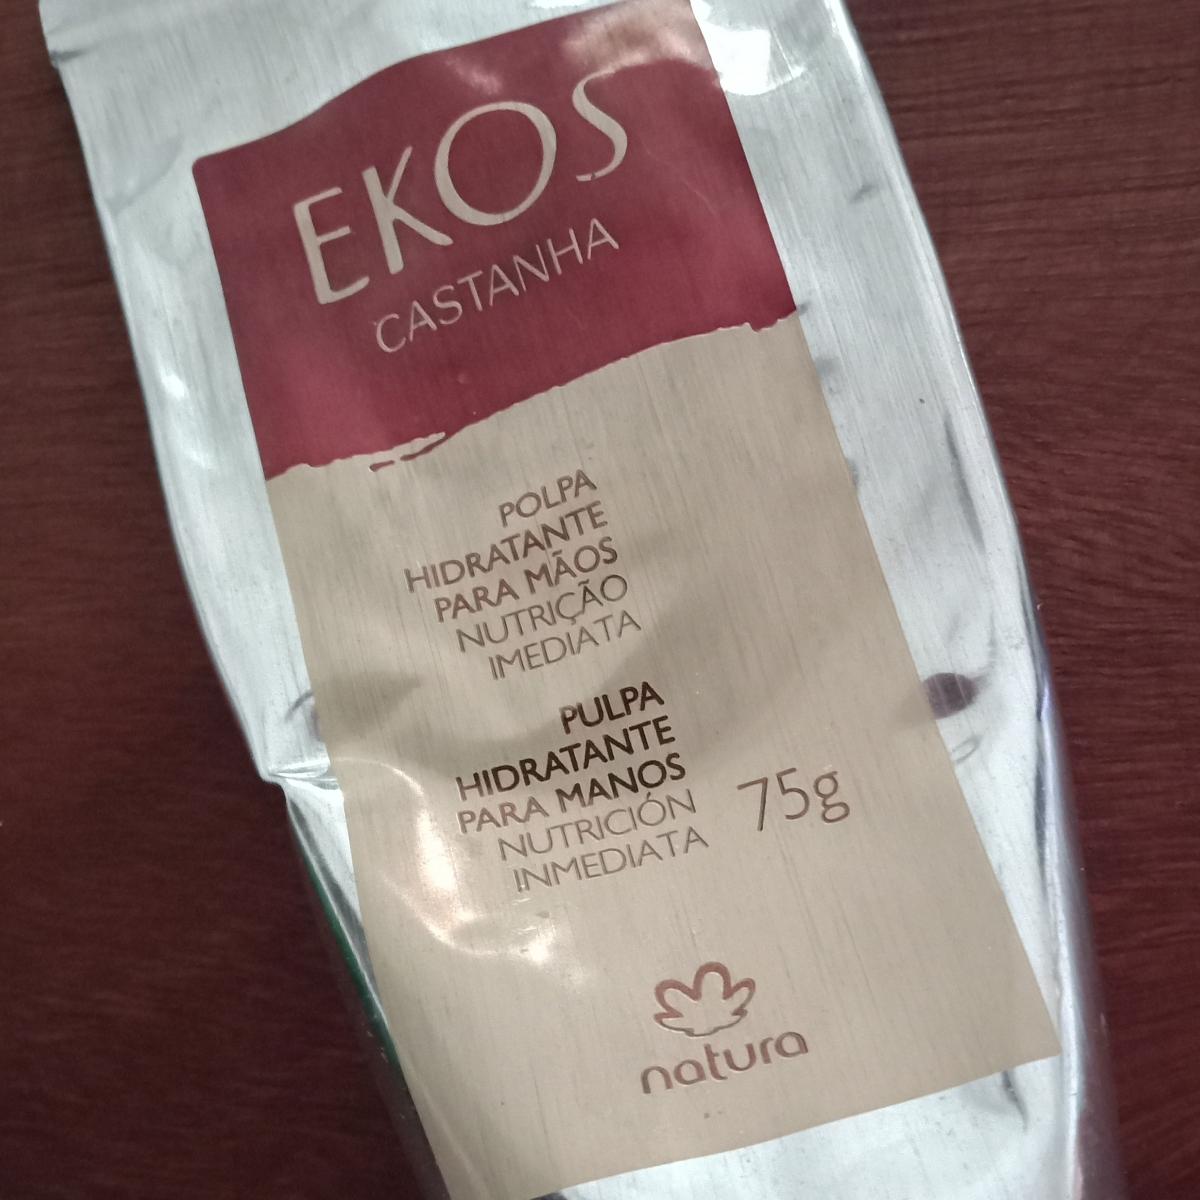 EKOS
CASTANHA
POLPA
HIDRATANTE
PARA MÃOS
NUTRIÇÃO
IMEDIATA
PULPA
HIDRATANTE
PARA MANOS
NUTRICIÓN
INMEDIATA
75g
natura